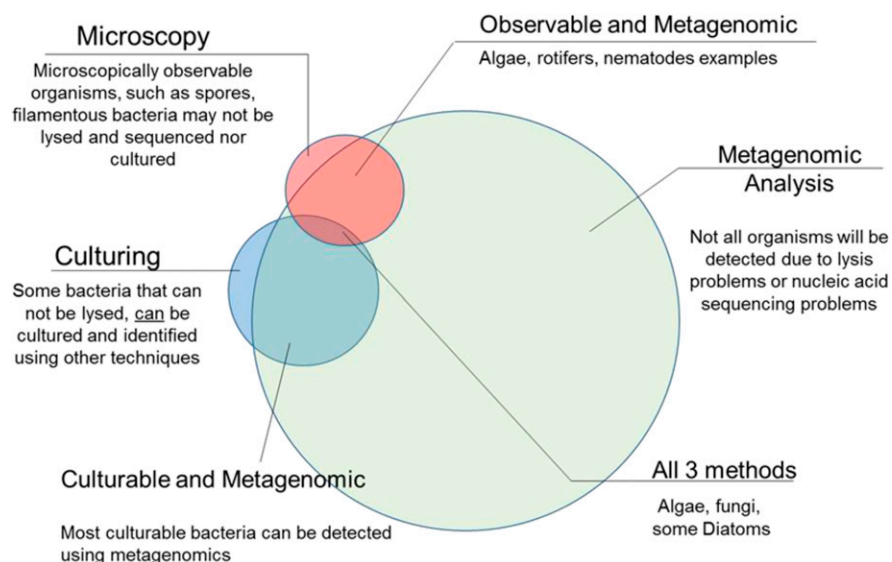 Microscopy
Microscopically observable
organisms, such as spores,
filamentous bacteria may not be
lysed and sequenced nor
cultured
Observable and Metagenomic
Algae, rotifers, nematodes examples
Metagenomic
Analysis
Not all organisms will be
detected due to lysis
problems or nucleic acid
sequencing problems
Culturing
Some bacteria that can
not be lysed, can be
cultured and identified
using other techniques
Culturable and Metagenomic
Most culturable bacteria can be detected
using metagenomics
All 3 methods
Algae, fungi,
some Diatoms